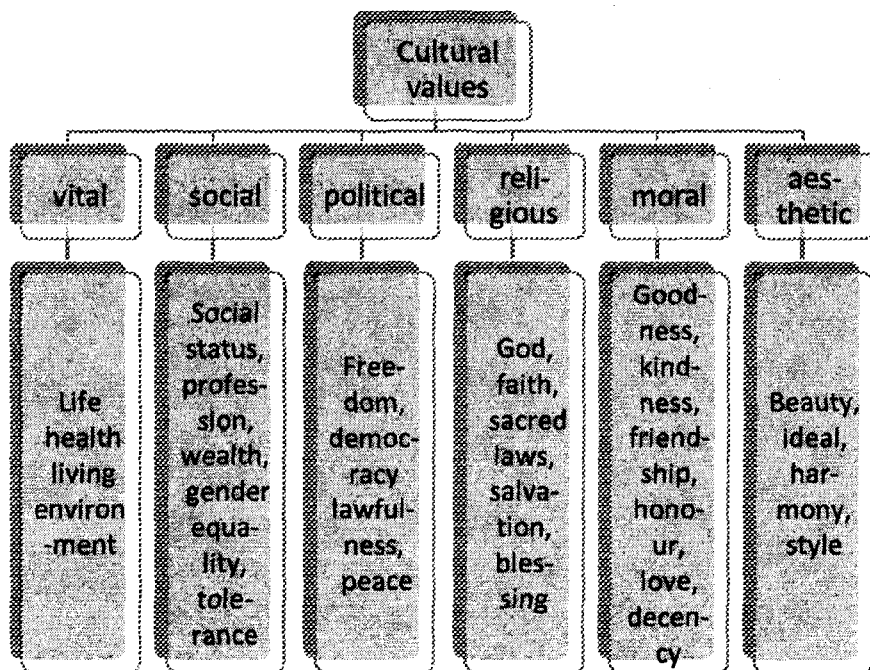 Cultural
values
vital
social
political
reli-
gious
moral
aes-
thetic
Life
health
living
environ
-ment
Social
status,
profes-
sion,
wealth,
gender
equa-
lity,
tole-
rance
Free-
dom,
democ-
racy
lawful-
ness,
peace
God,
faith,
sacred
laws,
salva-
tion,
bles-
sing
Good-
ness,
kind-
ness,
friend-
ship,
hono-
ur,
love,
decen-
cy
Beauty,
ideal,
har-
mony,
style